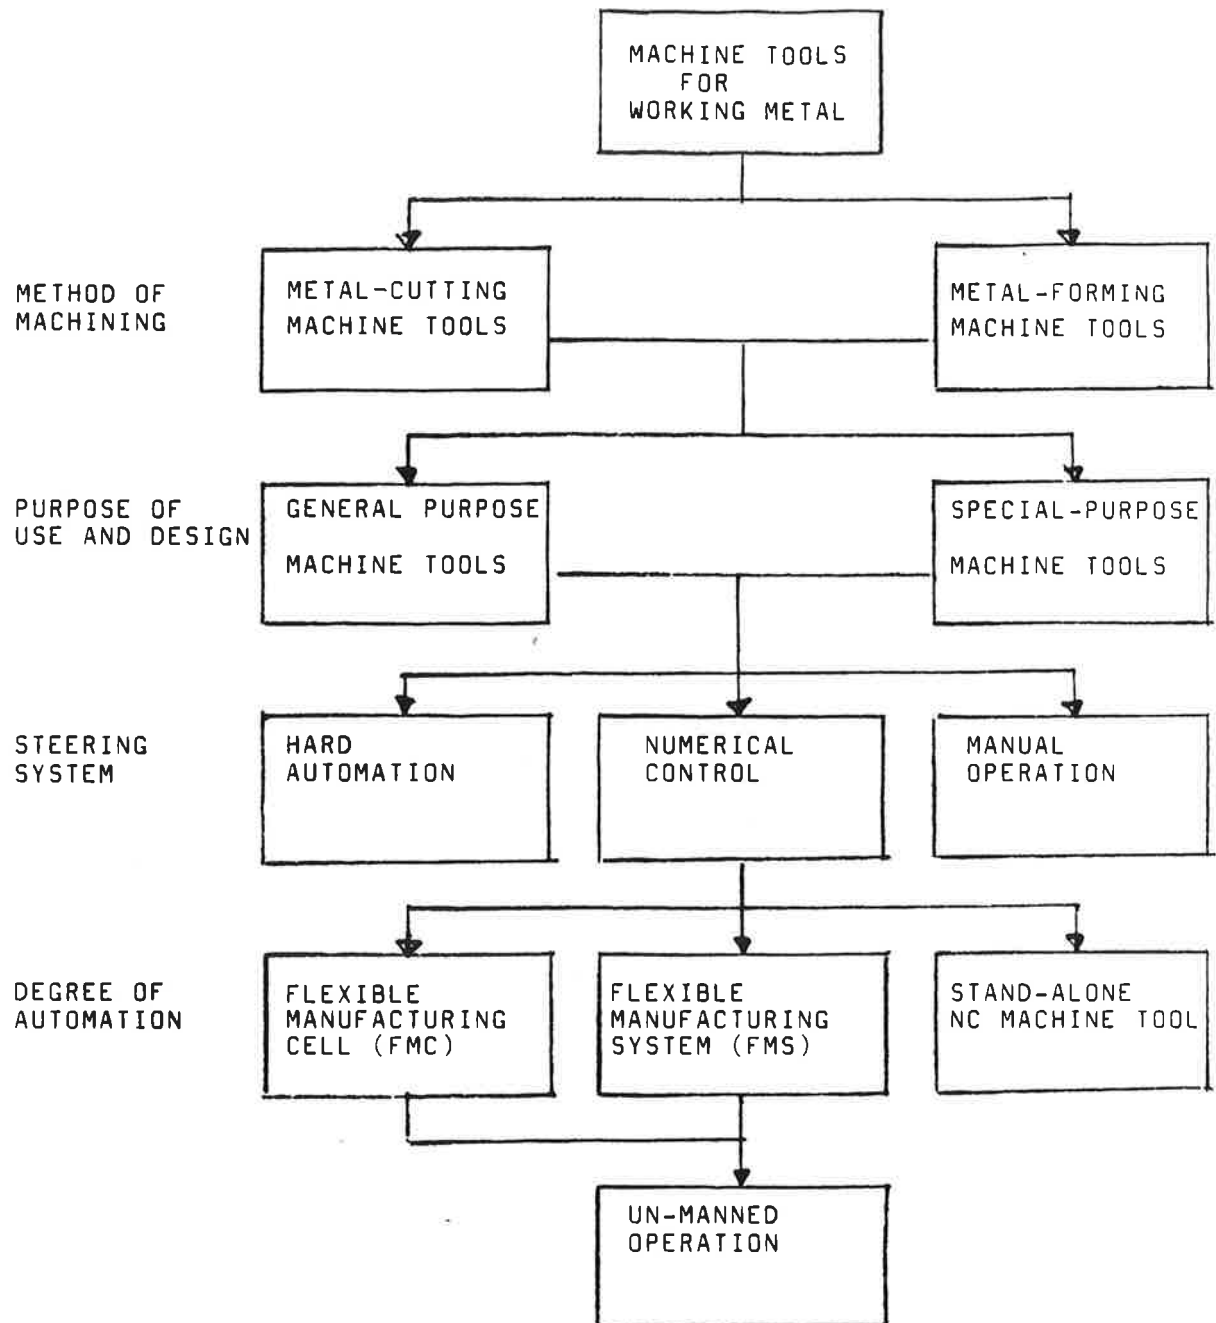 MACHINE TOOLS
FOR
WORKING METAL
METHOD OF
MACHINING
METAL-CUTTING
MACHINE TOOLS
METAL-FORMING
MACHINE TOOLS
PURPOSE OF
USE AND DESIGN
GENERAL PURPOSE
MACHINE TOOLS
SPECIAL-PURPOSE
MACHINE TOOLS
STEERING
SYSTEM
HARD
AUTOMATION
NUMERICAL
CONTROL
MANUAL
OPERATION
DEGREE OF
AUTOMATION
FLEXIBLE
MANUFACTURING
CELL (FMC)
FLEXIBLE
MANUFACTURING
SYSTEM (FMS)
STAND-ALONE
NC MACHINE TOOL
UN-MANNED
OPERATION